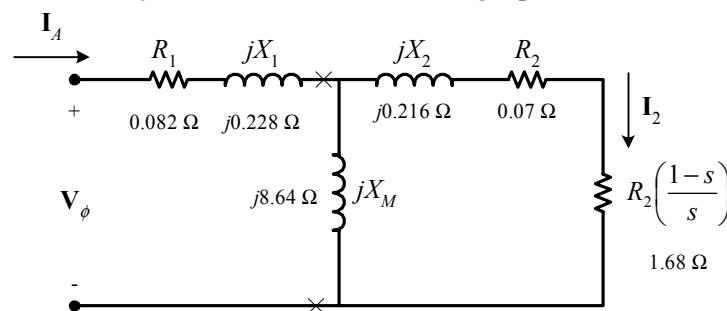 I_A
R_1 jX_1 jX_2 R_2
+ 0.082 Ω j0.228 Ω j0.216 Ω 0.07 Ω I_2
V_ϕ j8.64 Ω jX_M R_2((1−s)/s)
1.68 Ω
-